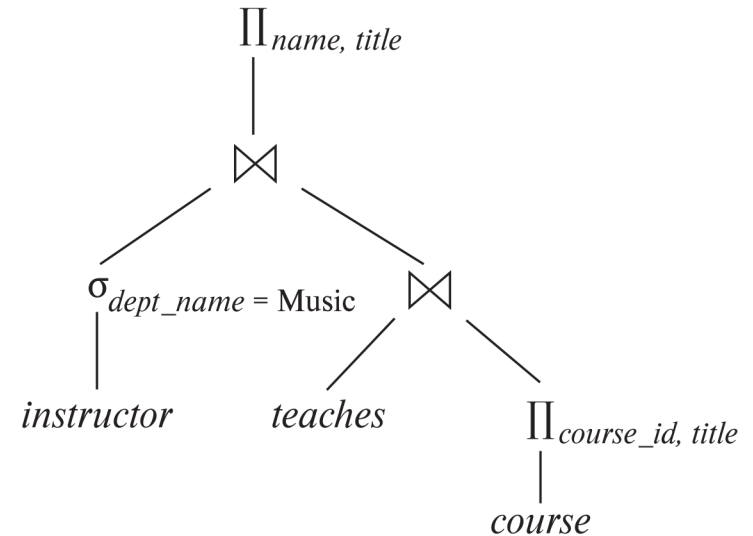 ∏ name, title
⋈
σ dept_name = Music
⋈
instructor
teaches
∏ course_id, title
course